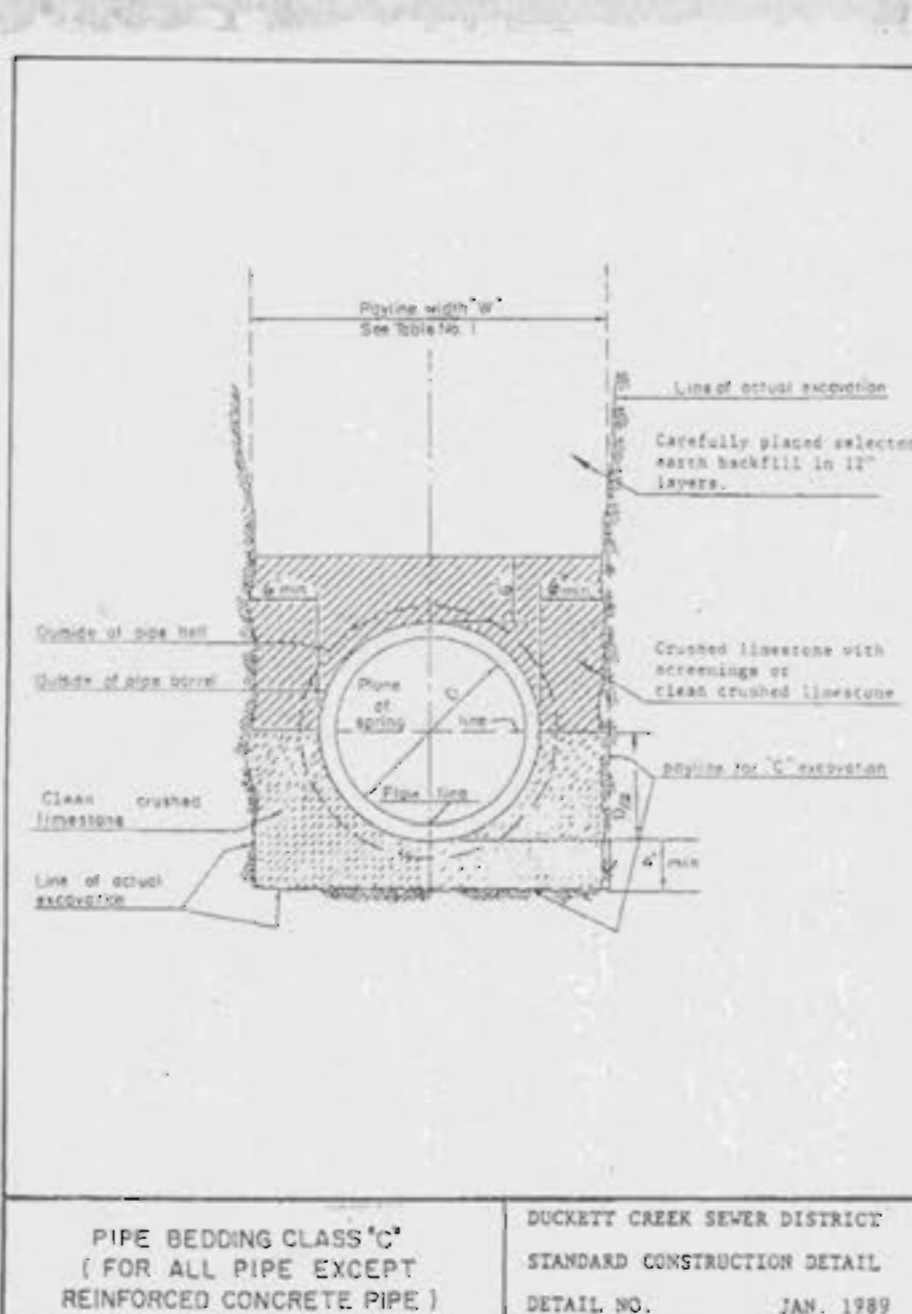 Payline width "W"
See Table No. 1
Line of actual excavation
Carefully placed selected
earth backfill in 12"
layers.
min
6"
min
Outside of pipe bell
Outside of pipe barrel
Crushed limestone with
screenings or
clean crushed limestone
Plane
of
spring line
D
payline for "C" excavation
Flow line
D/2
Clean crushed
limestone
4" min
Line of actual
excavation
PIPE BEDDING CLASS "C"
( FOR ALL PIPE EXCEPT
REINFORCED CONCRETE PIPE )
DUCKETT CREEK SEWER DISTRICT
STANDARD CONSTRUCTION DETAIL
DETAIL NO. JAN. 1989